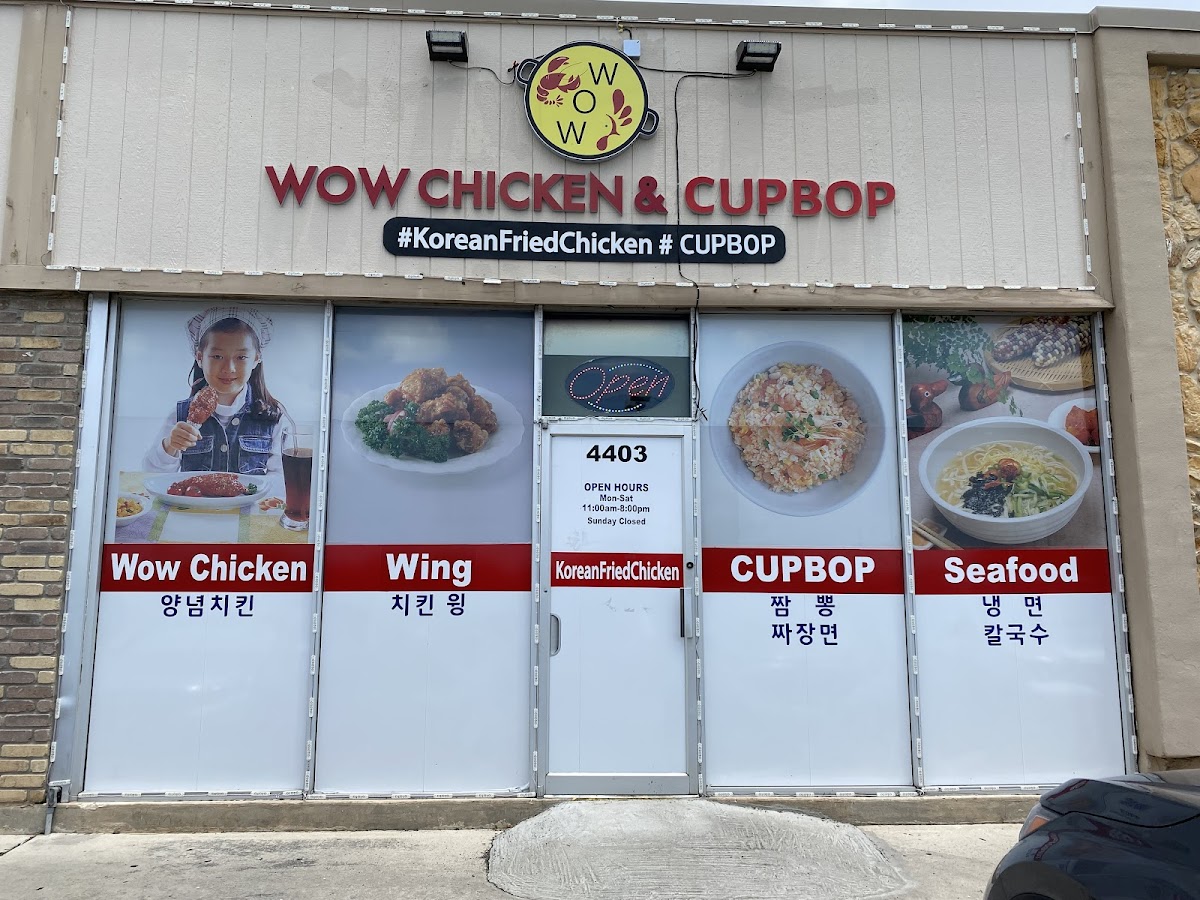 W
O
W
WOW CHICKEN & CUPBOP
#KoreanFriedChicken # CUPBOP
Open
4403
OPEN HOURS
Mon-Sat
11:00am-8:00pm
Sunday Closed
Wow Chicken
양념치킨
Wing
치킨 윙
KoreanFriedChicken
CUPBOP
짬 뽕
짜장면
Seafood
냉 면
칼국수